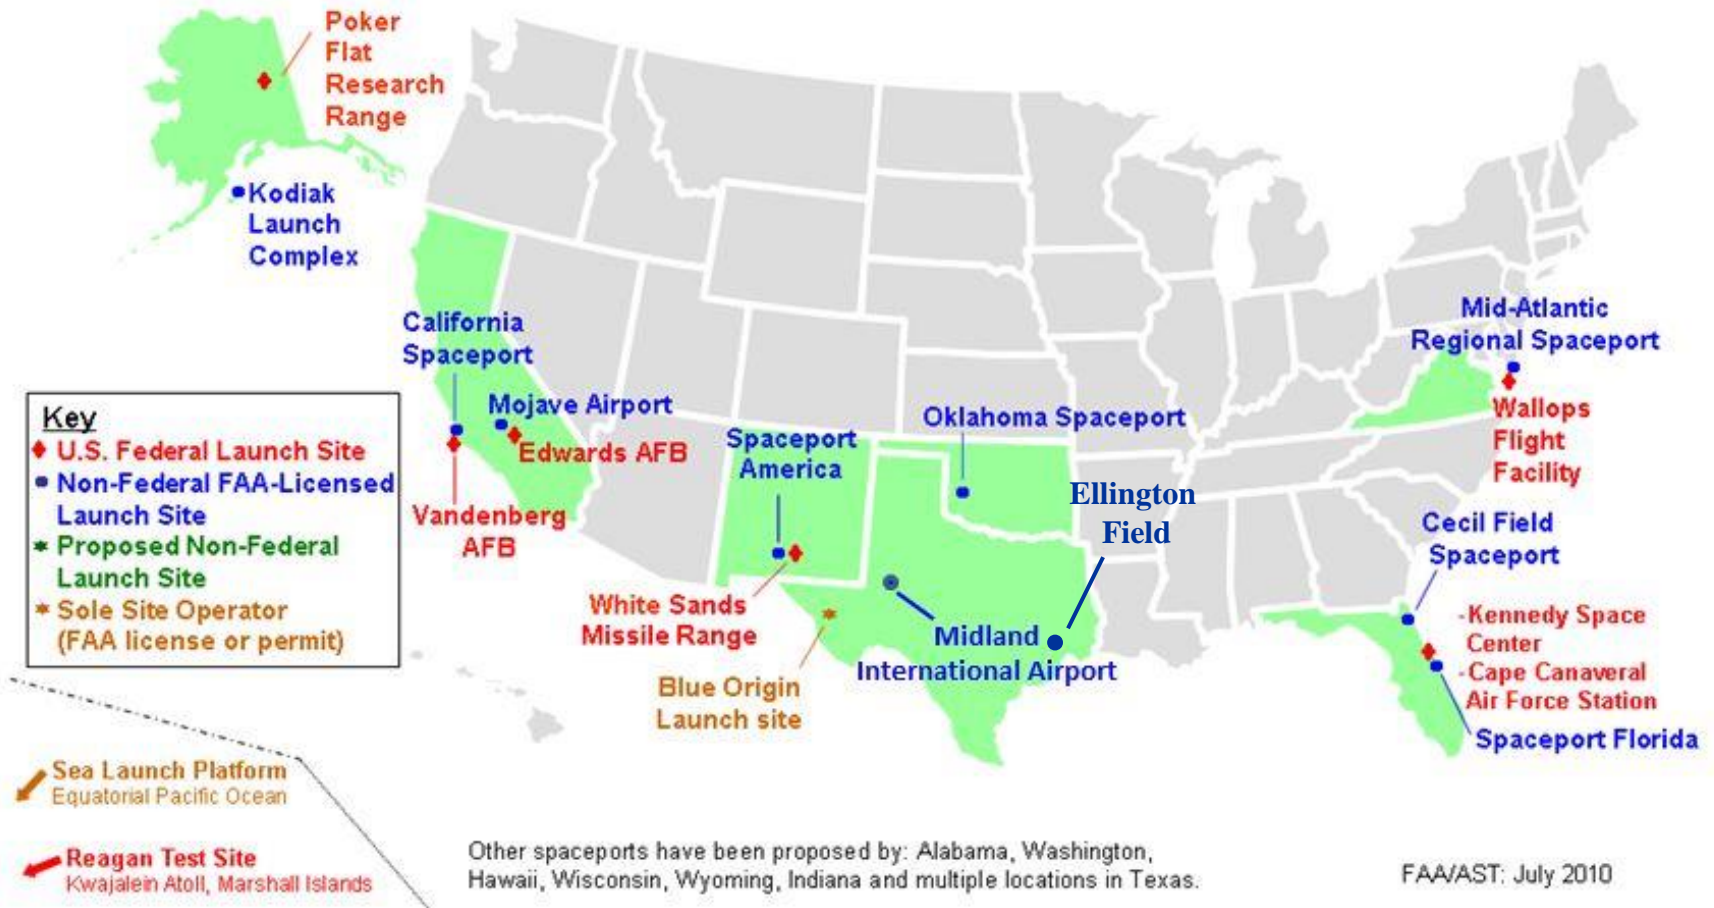 Poker
Flat
Research
Range
Kodiak
Launch
Complex
California
Spaceport
Mojave Airport
Edwards AFB
Vandenberg
AFB
Spaceport
America
White Sands
Missile Range
Blue Origin
Launch site
Oklahoma Spaceport
Ellington
Field
Midland
International Airport
Mid-Atlantic
Regional Spaceport
Wallops
Flight
Facility
Cecil Field
Spaceport
-Kennedy Space
Center
-Cape Canaveral
Air Force Station
Spaceport Florida
Key
U.S. Federal Launch Site
Non-Federal FAA-Licensed
Launch Site
Proposed Non-Federal
Launch Site
Sole Site Operator
(FAA license or permit)
Sea Launch Platform
Equatorial Pacific Ocean
Reagan Test Site
Kwajalein Atoll, Marshall Islands
Other spaceports have been proposed by: Alabama, Washington,
Hawaii, Wisconsin, Wyoming, Indiana and multiple locations in Texas.
FAA/AST: July 2010